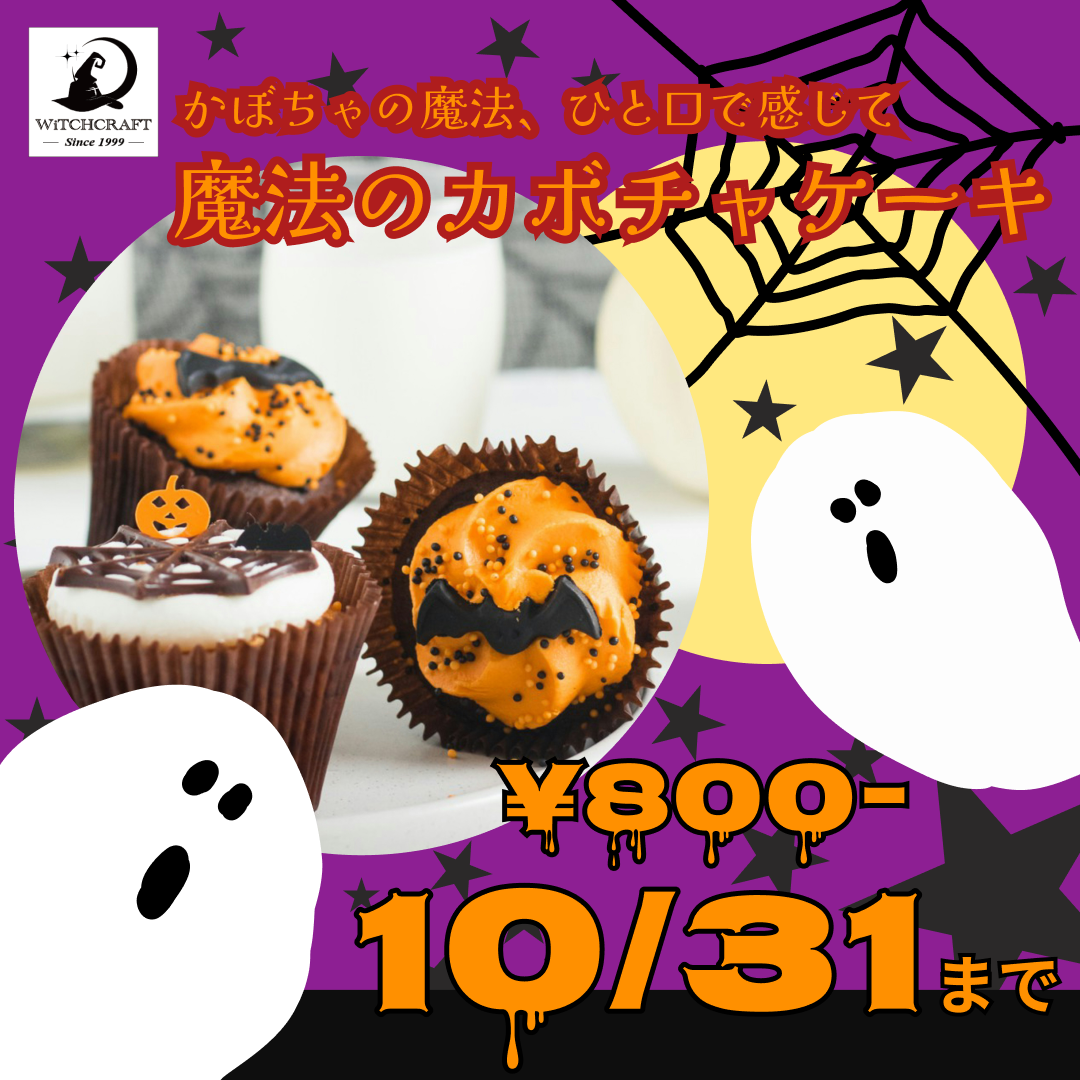 WiTCHCRAFT
Since 1999
かぼちゃの魔法、ひと口で感じて
魔法のカボチャケーキ
¥800-
10/31まで